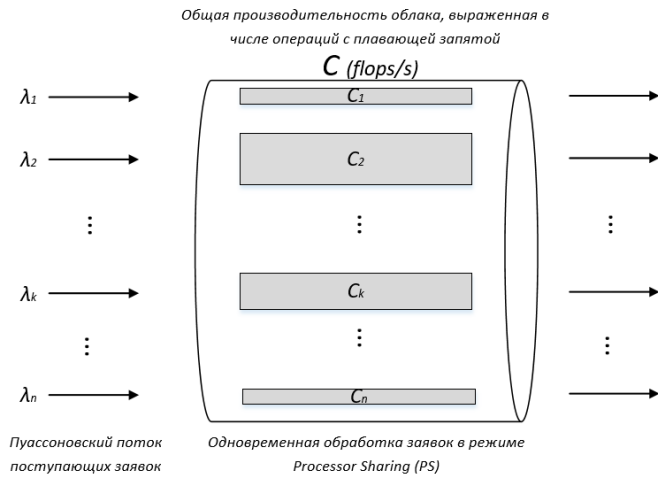 Общая производительность облака, выраженная в
числе операций с плавающей запятой
C (flops/s)
λ1
C1
λ2
C2
⋮
⋮
⋮
λk
Ck
⋮
⋮
⋮
λn
Cn
Пуассоновский поток
поступающих заявок
Одновременная обработка заявок в режиме
Processor Sharing (PS)